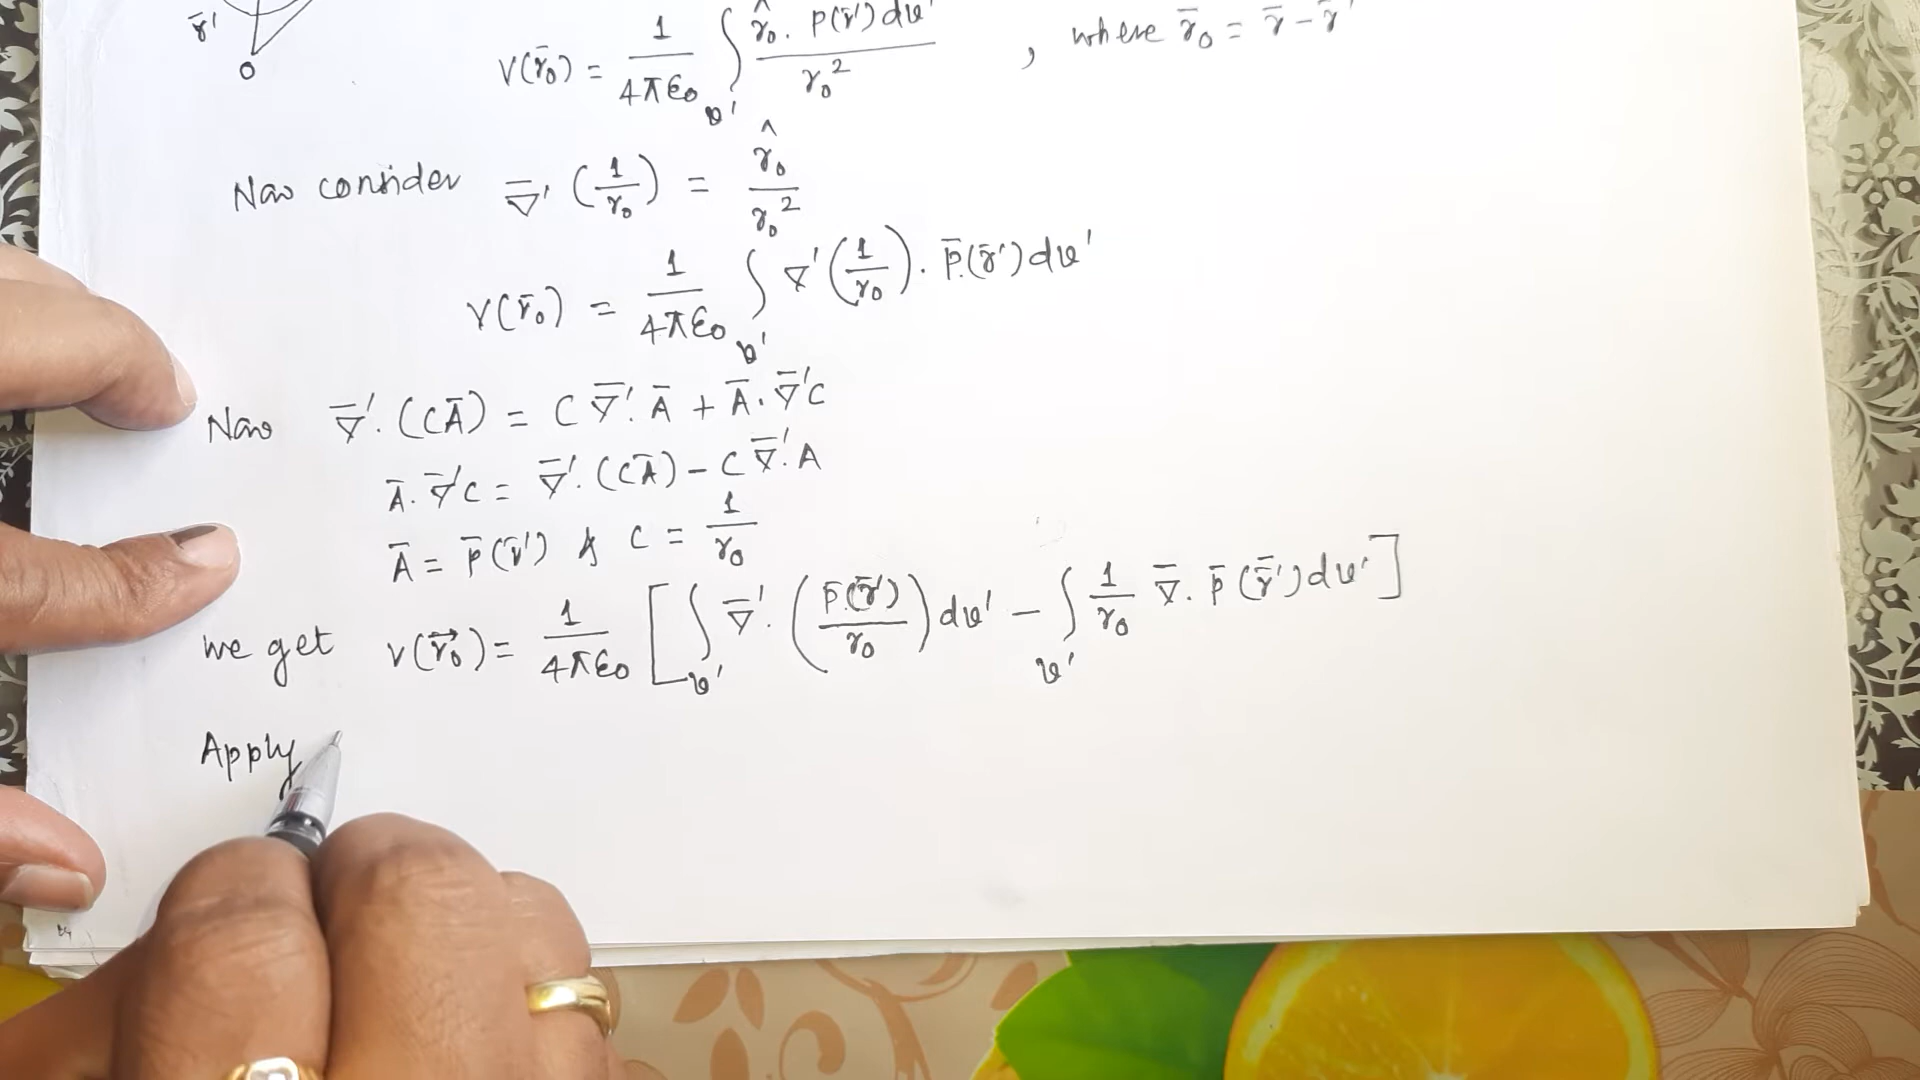 r̄'
O
V(r̄₀) = 1/4πε₀ ∫v' r̂₀ . P(r̄') dv' / r₀² , where r̄₀ = r̄ - r̄'
Now consider ∇̄' (1/r₀) = r̂₀/r₀²
V(r̄₀) = 1/4πε₀ ∫v' ∇'(1/r₀) . P̄(r̄') dv'
Now ∇̄' . (CĀ) = C ∇̄' . Ā + Ā . ∇̄'C
Ā . ∇̄'C = ∇̄' . (CĀ) - C ∇̄' . A
Ā = P̄(r̄') & C = 1/r₀
we get V(r⃗₀) = 1/4πε₀ [ ∫v' ∇̄' . (P̄(r̄')/r₀) dv' - ∫v' 1/r₀ ∇̄ . P̄(r̄') dv' ]
Apply